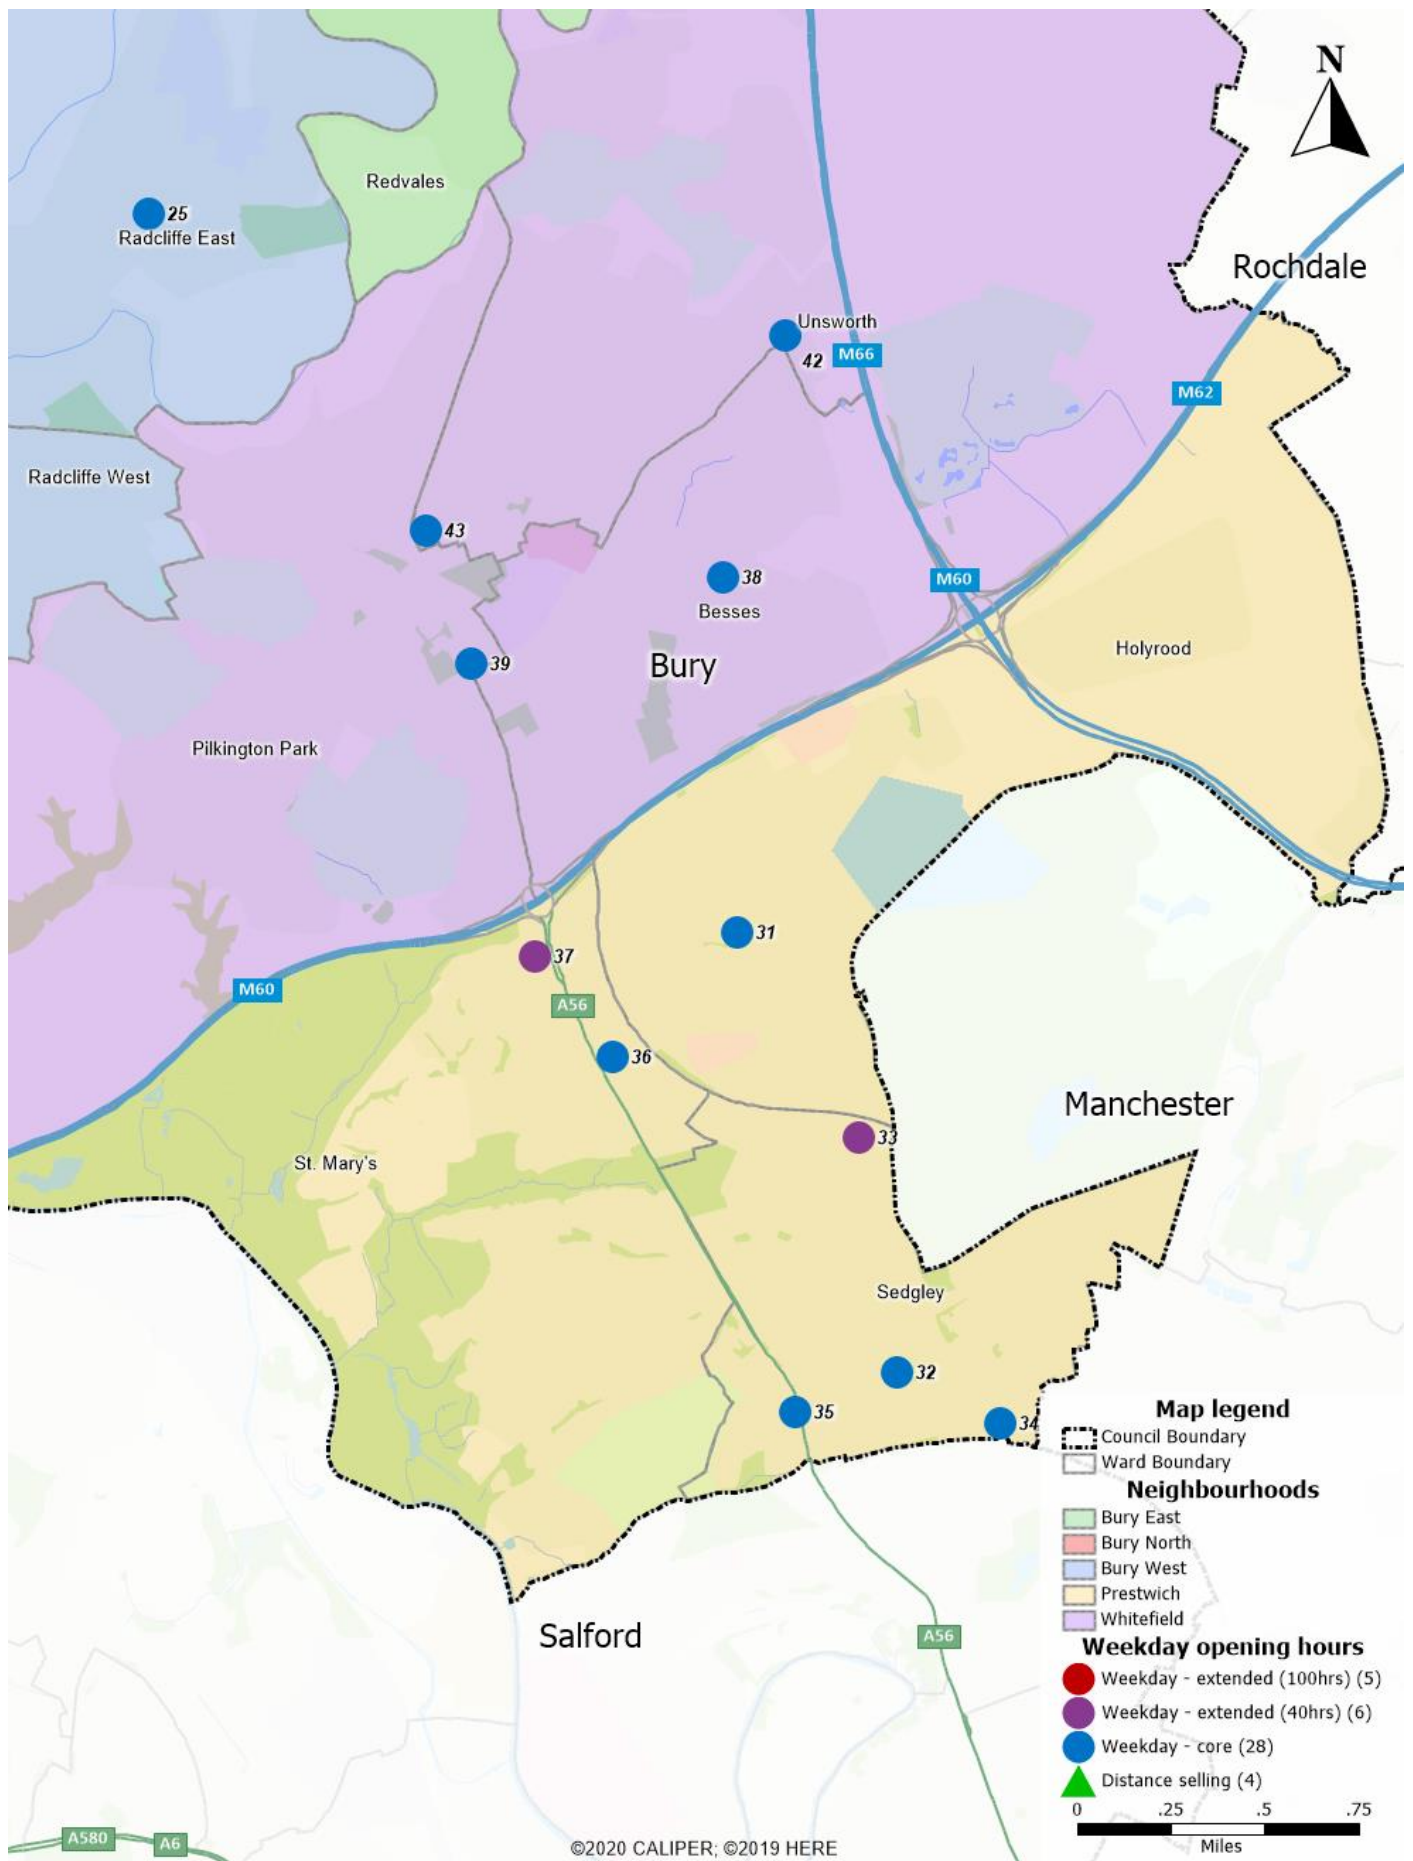 N
Redvales
25
Radcliffe East
Rochdale
Unsworth
42
M66
M62
Radcliffe West
43
38
M60
Besses
Holyrood
39
Bury
Pilkington Park
31
37
M60
A56
36
Manchester
33
St. Mary's
Sedgley
32
35
34
Map legend
Council Boundary
Ward Boundary
Neighbourhoods
Bury East
Bury North
Bury West
Prestwich
Whitefield
Salford
A56
Weekday opening hours
Weekday - extended (100hrs) (5)
Weekday - extended (40hrs) (6)
Weekday - core (28)
Distance selling (4)
0 .25 .5 .75
Miles
A580
A6
©2020 CALIPER; ©2019 HERE